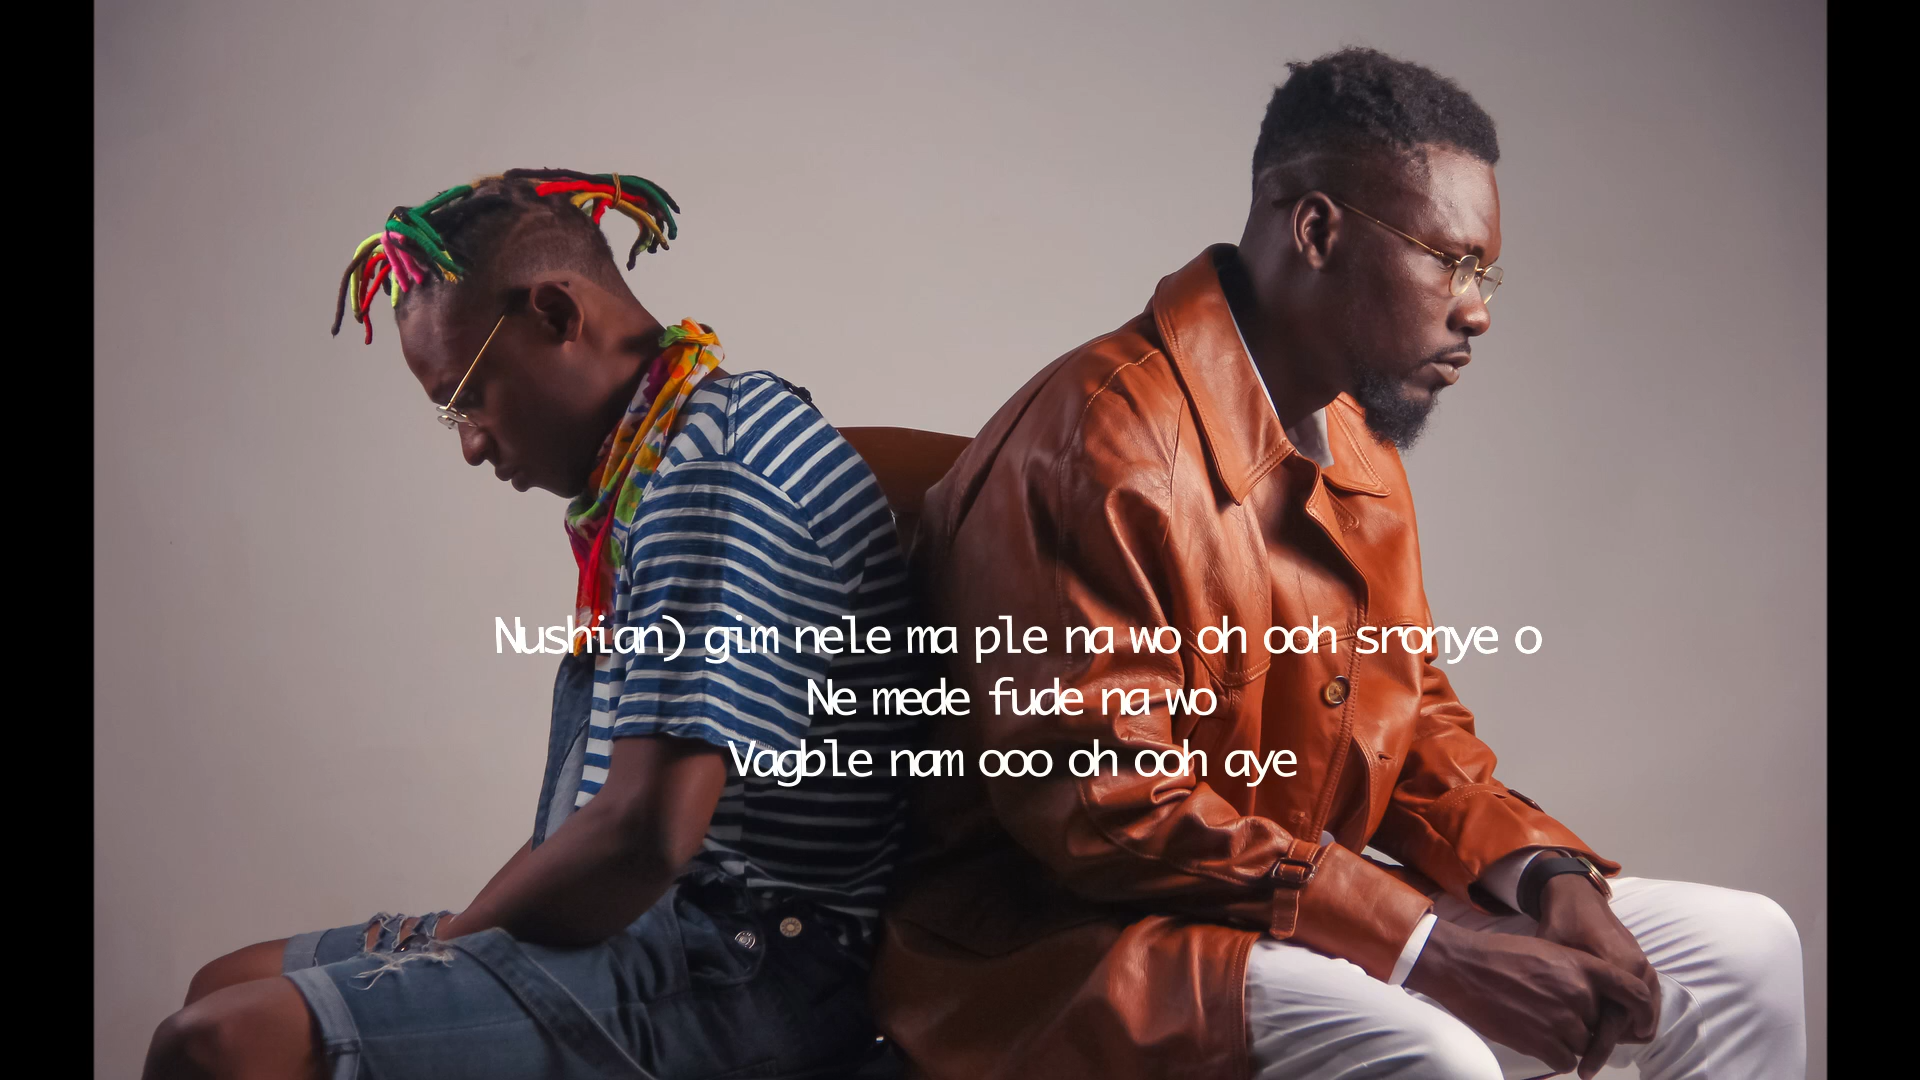 Nushian) gim nele ma ple na wo oh ooh sronye o
Ne mede fude na wo
Vagble nam ooo oh ooh aye